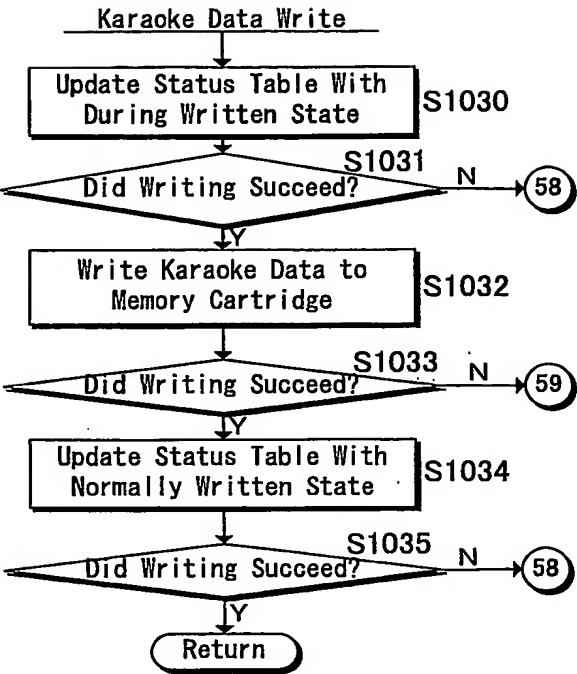 Karaoke Data Write
Update Status Table With
During Written State
S1030
S1031
Did Writing Succeed?
N
58
Y
Write Karaoke Data to
Memory Cartridge
S1032
S1033
Did Writing Succeed?
N
59
Y
Update Status Table With
Normally Written State
S1034
S1035
Did Writing Succeed?
N
58
Y
Return